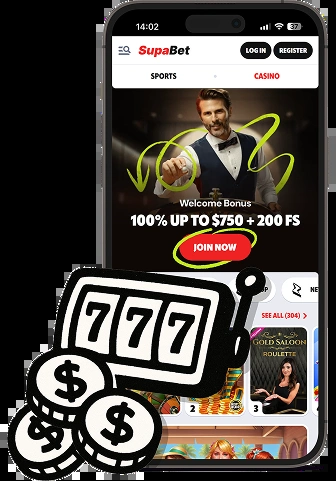 14:02
37
SupaBet
LOG IN
REGISTER
SPORTS
CASINO
Welcome Bonus
100% UP TO $750 + 200 FS
JOIN NOW
NE
SEE ALL (304) >
777
2
3
GOLD SALOON
ROULETTE
$
$
$